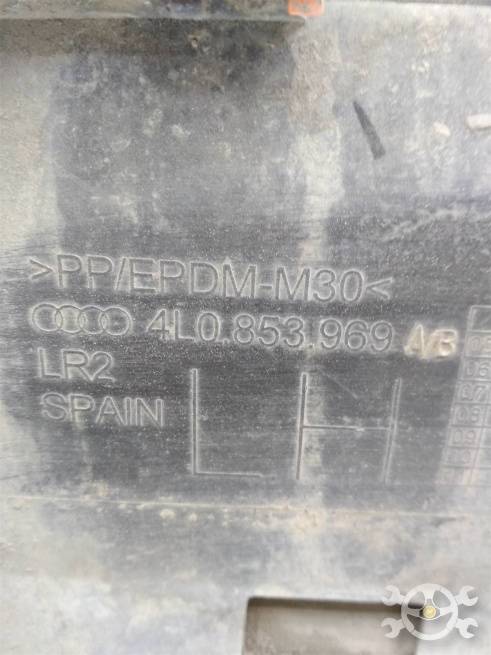 >PP/EPDM-M30<
4L0.853.969 A/B
LR2
SPAIN
LH